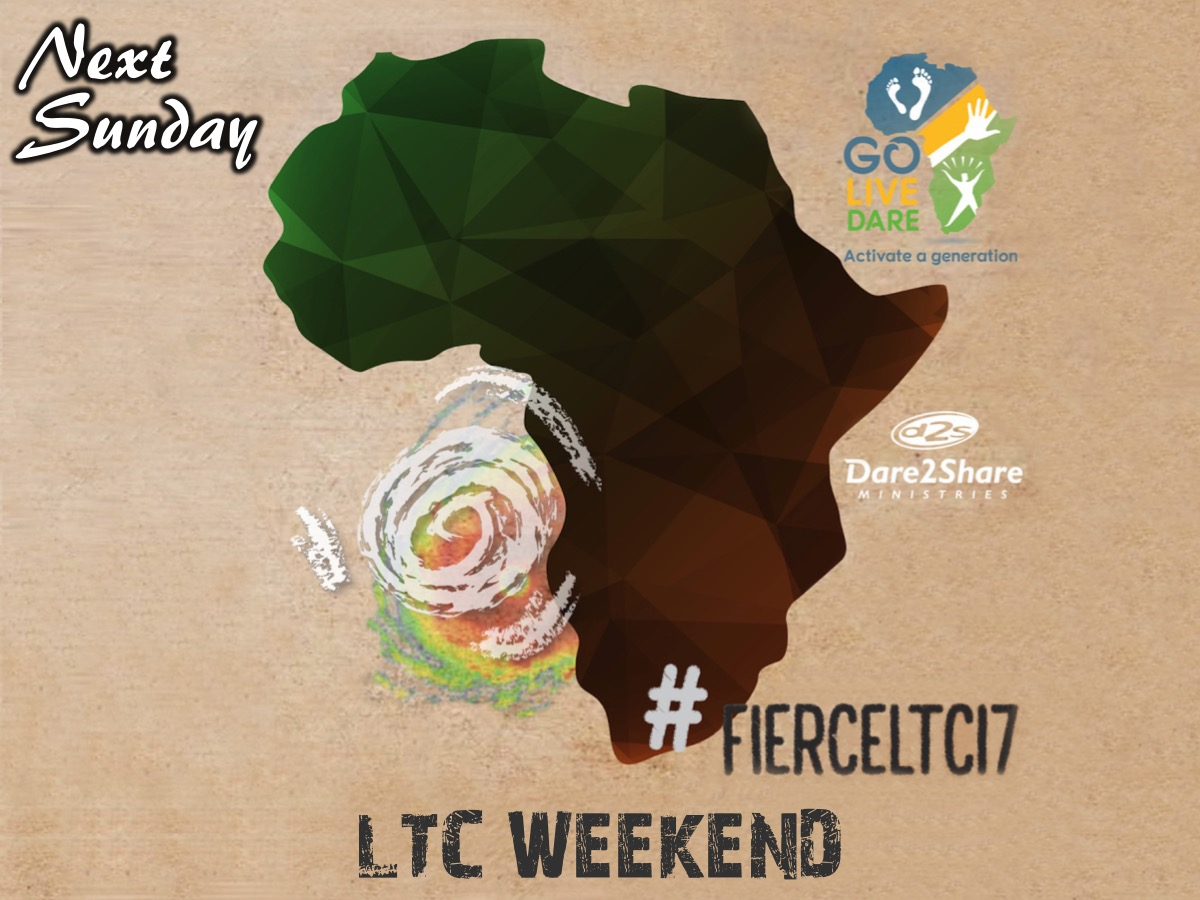 Next
Sunday
GO
LIVE
DARE
Activate a generation
d2s
Dare2Share
MINISTRIES
#FIERCELTC17
LTC WEEKEND